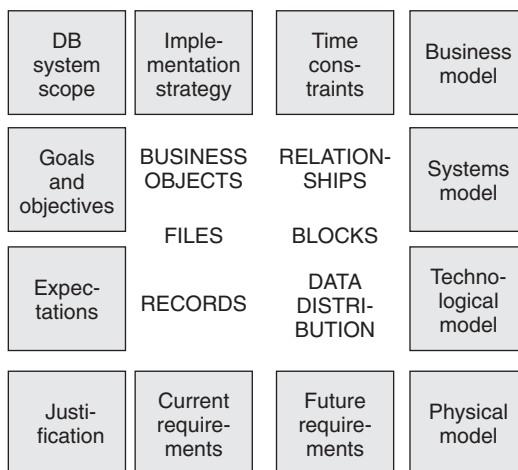 DB
system
scope
Imple-
mentation
strategy
Time
cons-
traints
Business
model
Goals
and
objectives
BUSINESS
OBJECTS
RELATION-
SHIPS
Systems
model
FILES
BLOCKS
Expec-
tations
RECORDS
DATA
DISTRI-
BUTION
Techno-
logical
model
Justi-
fication
Current
require-
ments
Future
require-
ments
Physical
model